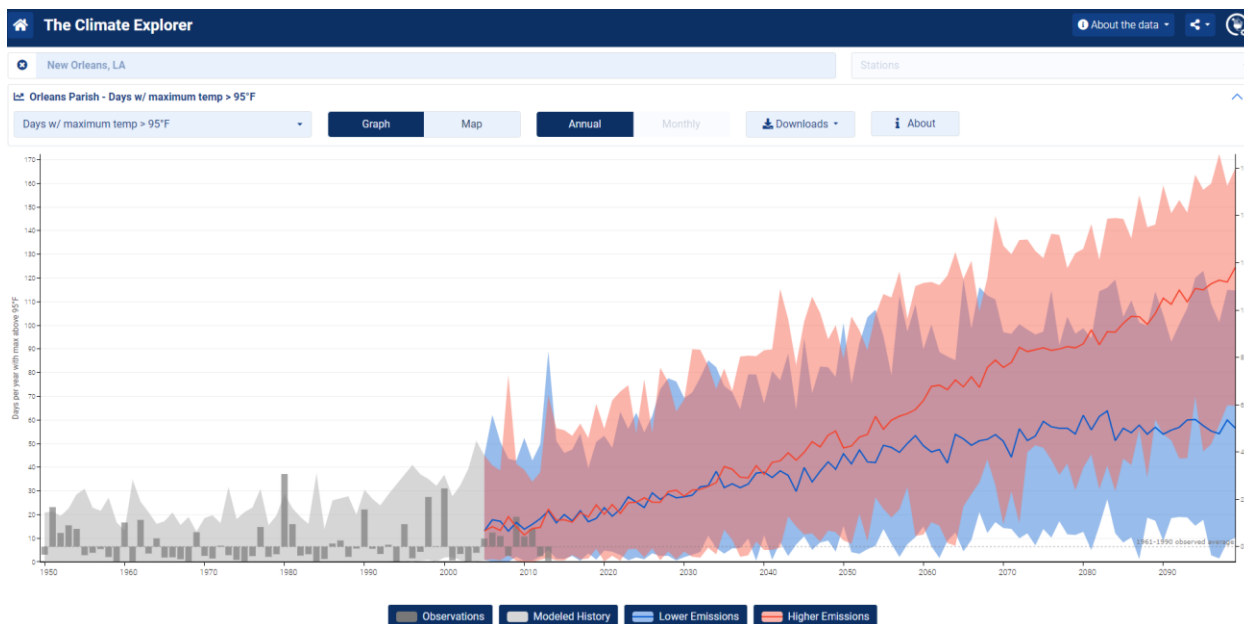 The Climate Explorer
About the data
New Orleans, LA
Stations
Orleans Parish - Days w/ maximum temp > 95°F
Days w/ maximum temp > 95°F
Graph
Map
Annual
Monthly
Downloads
About
Days per year with max above 95°F
170
160
150
140
130
120
110
100
90
80
70
60
50
40
30
20
10
0
1961-1990 observed average
1950
1960
1970
1980
1990
2000
2010
2020
2030
2040
2050
2060
2070
2080
2090
Observations
Modeled History
Lower Emissions
Higher Emissions